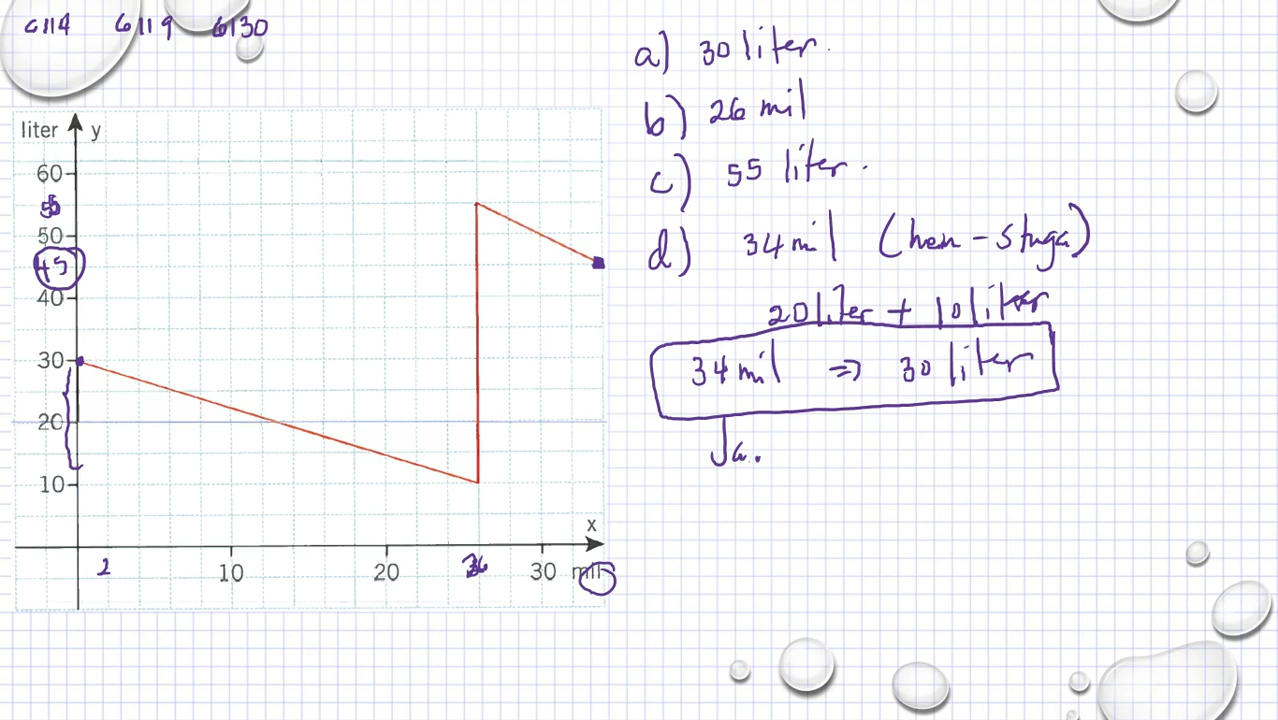 6114 6119 6130
a) 30 liter.
b) 26 mil
c) 55 liter.
d) 34 mil (hem - stuga)
20 liter + 10 liter
34 mil => 30 liter
Ja.
liter y
60
55
50
45
40
30
20
10
x
2 10 20 26 30 mil